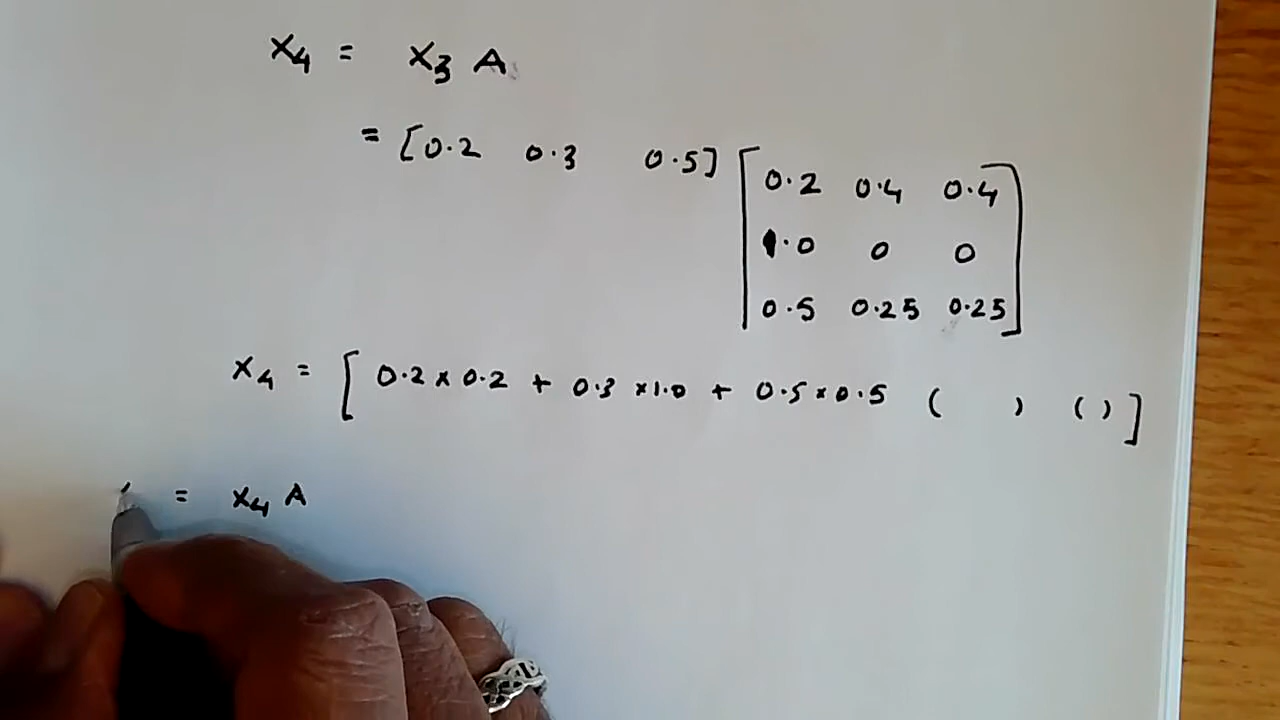 x₄ = x₃ A
= [0.2 0.3 0.5] [0.2 0.4 0.4
1.0 0 0
0.5 0.25 0.25]
x₄ = [0.2 × 0.2 + 0.3 × 1.0 + 0.5 × 0.5 ( ) ( )]
= x₄ A